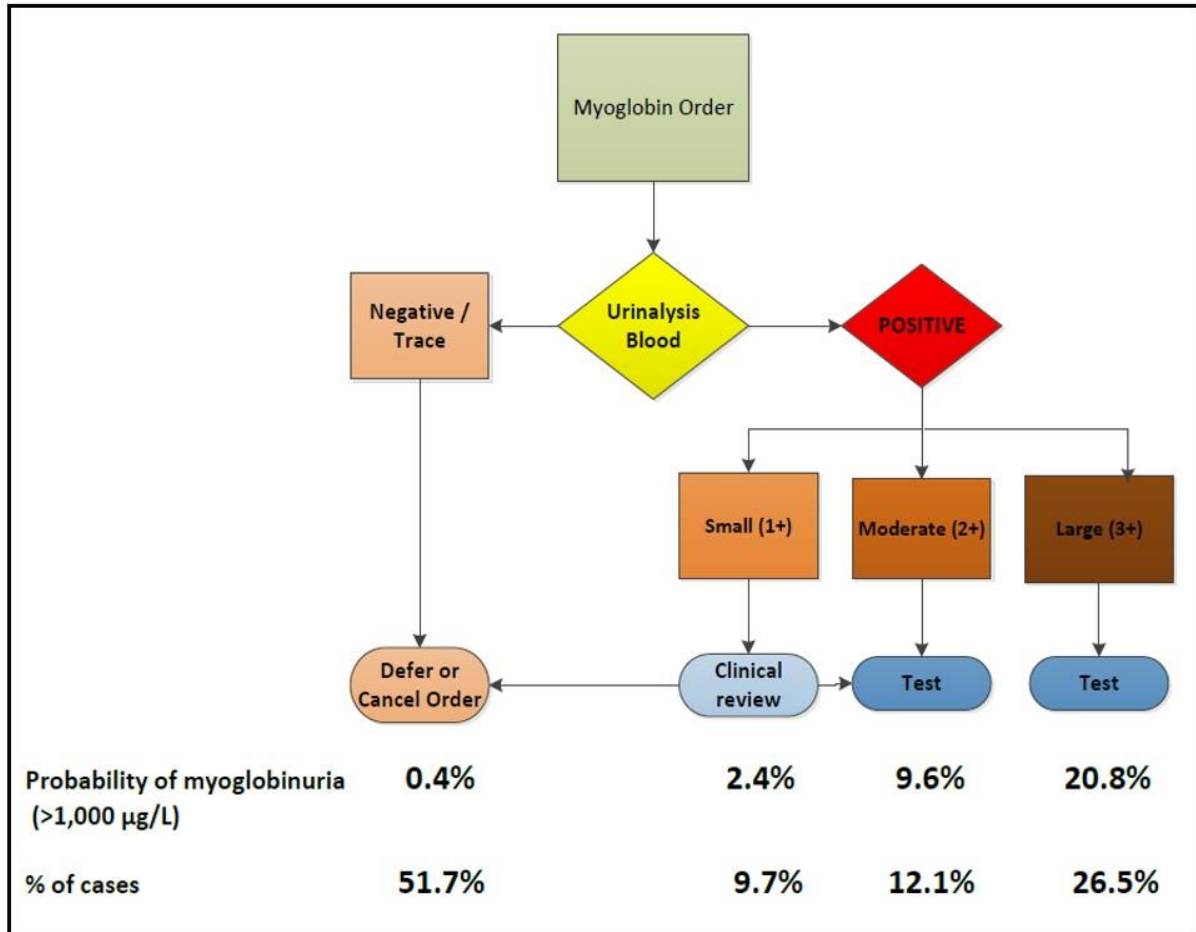 Myoglobin Order
Negative /
Trace
Urinalysis
Blood
POSITIVE
Small (1+)
Moderate (2+)
Large (3+)
Defer or
Cancel Order
Clinical
review
Test
Test
Probability of myoglobinuria
(>1,000 µg/L)
0.4%
2.4%
9.6%
20.8%
% of cases
51.7%
9.7%
12.1%
26.5%